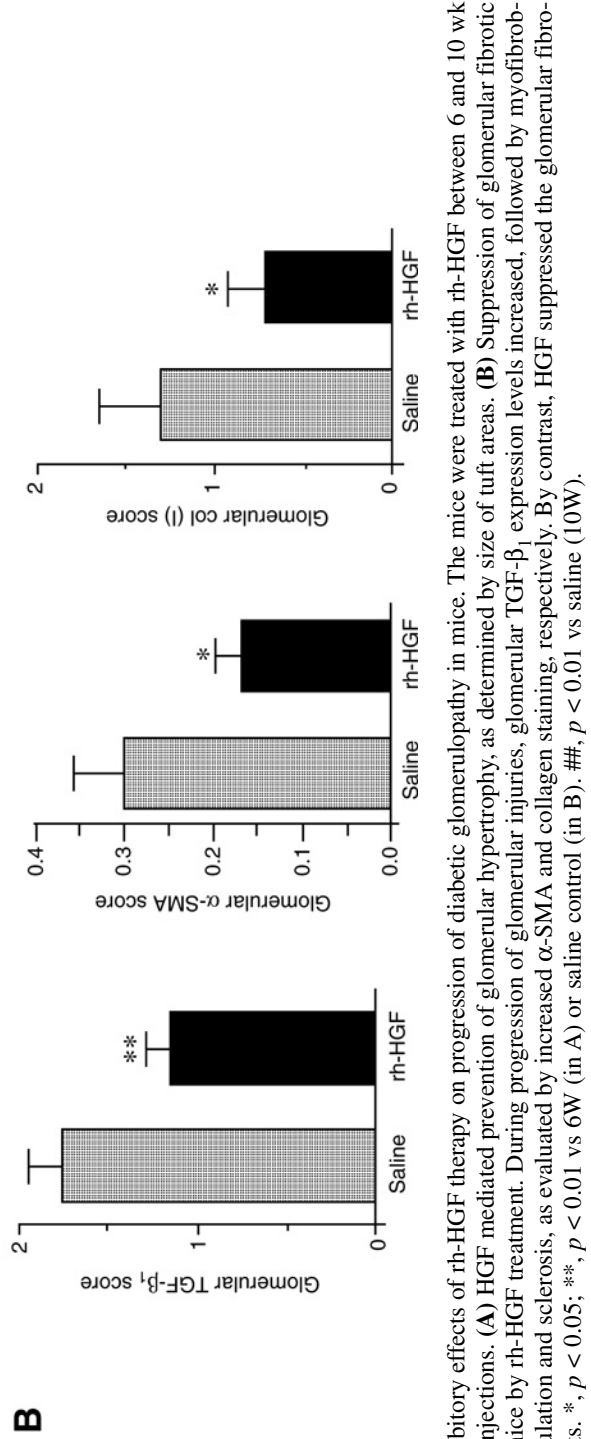 B
Glomerular TGF-β1 score
2
1
0
Saline
rh-HGF
**
Glomerular α-SMA score
0.4
0.3
0.2
0.1
0.0
Saline
rh-HGF
*
Glomerular col (I) score
2
1
0
Saline
rh-HGF
*
bitory effects of rh-HGF therapy on progression of diabetic glomerulopathy in mice. The mice were treated with rh-HGF between 6 and 10 wk
njections. (A) HGF mediated prevention of glomerular hypertrophy, as determined by size of tuft areas. (B) Suppression of glomerular fibrotic
nice by rh-HGF treatment. During progression of glomerular injuries, glomerular TGF-β1 expression levels increased, followed by myofibrob-
ulation and sclerosis, as evaluated by increased α-SMA and collagen staining, respectively. By contrast, HGF suppressed the glomerular fibro-
ts. *, p < 0.05; **, p < 0.01 vs 6W (in A) or saline control (in B). ##, p < 0.01 vs saline (10W).